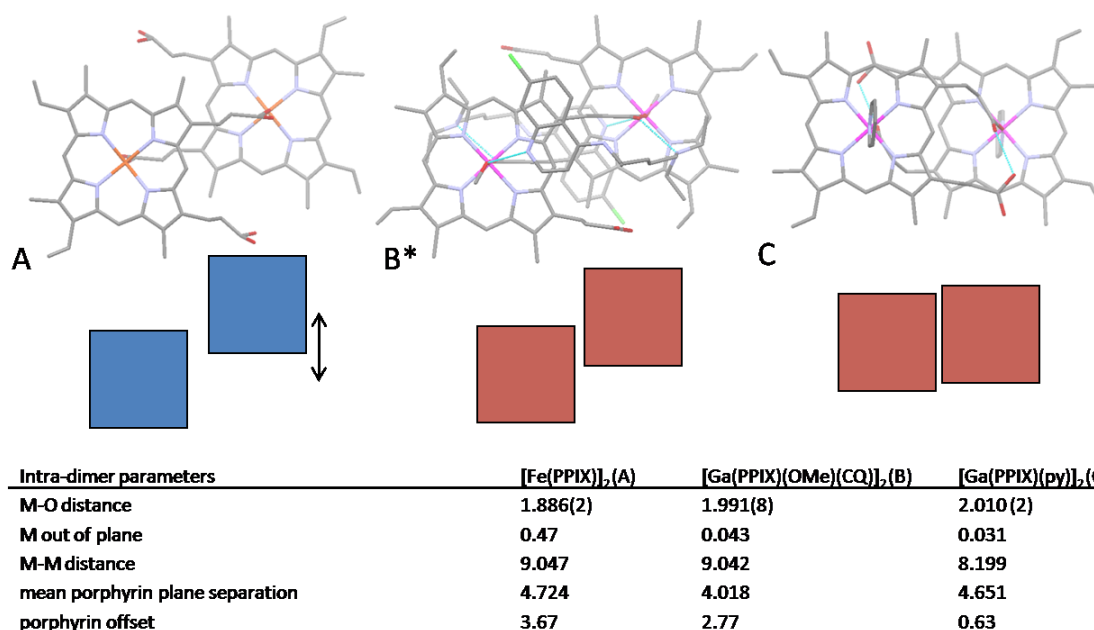 A B* C
Intra-dimer parameters [Fe(PPIX)]2(A) [Ga(PPIX)(OMe)(CQ)]2(B) [Ga(PPIX)(py)]2(
M-O distance 1.886(2) 1.991(8) 2.010(2)
M out of plane 0.47 0.043 0.031
M-M distance 9.047 9.042 8.199
mean porphyrin plane separation 4.724 4.018 4.651
porphyrin offset 3.67 2.77 0.63